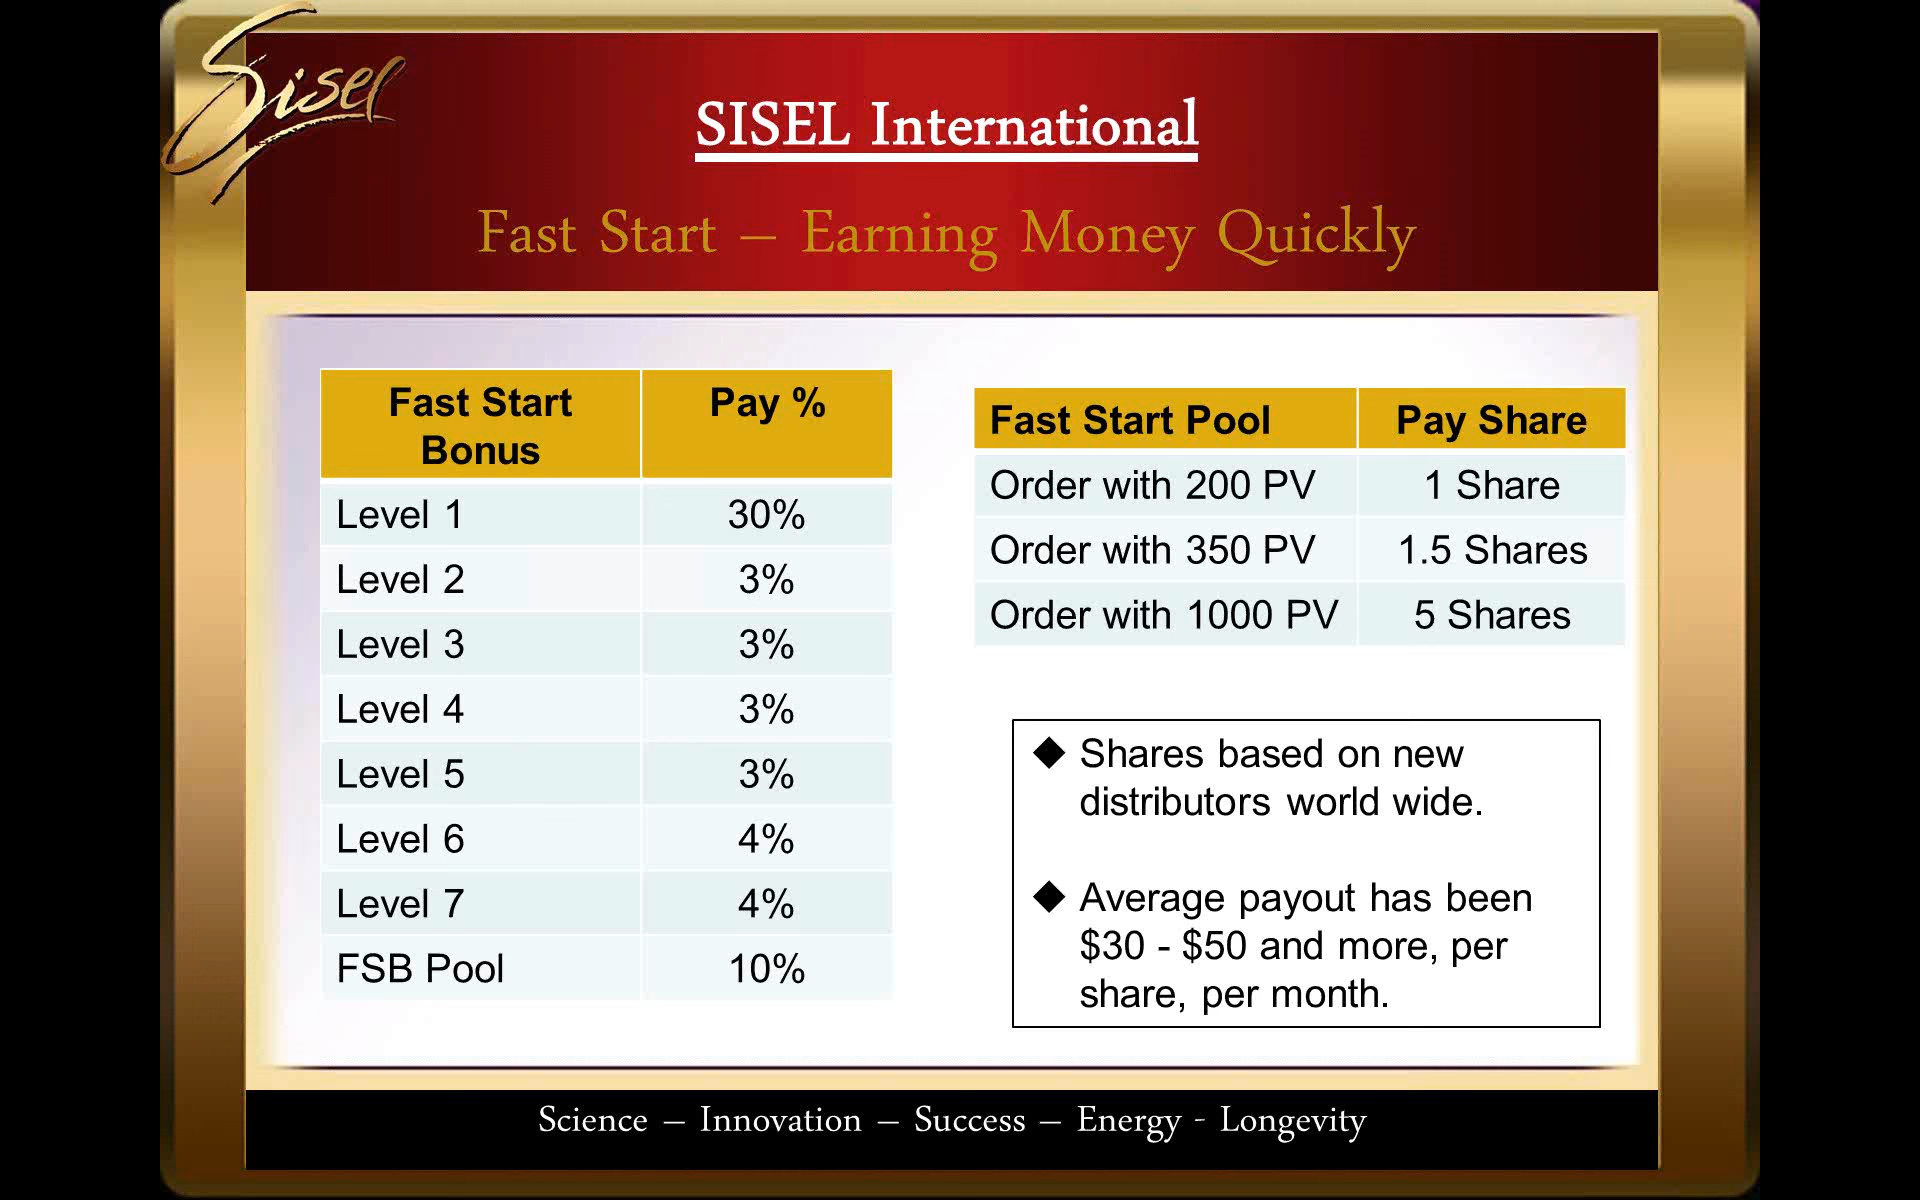 Sisel
SISEL International
Fast Start – Earning Money Quickly
Fast Start Bonus Pay %
Level 1 30%
Level 2 3%
Level 3 3%
Level 4 3%
Level 5 3%
Level 6 4%
Level 7 4%
FSB Pool 10%
Fast Start Pool Pay Share
Order with 200 PV 1 Share
Order with 350 PV 1.5 Shares
Order with 1000 PV 5 Shares
◆ Shares based on new
distributors world wide.
◆ Average payout has been
$30 - $50 and more, per
share, per month.
Science – Innovation – Success – Energy - Longevity